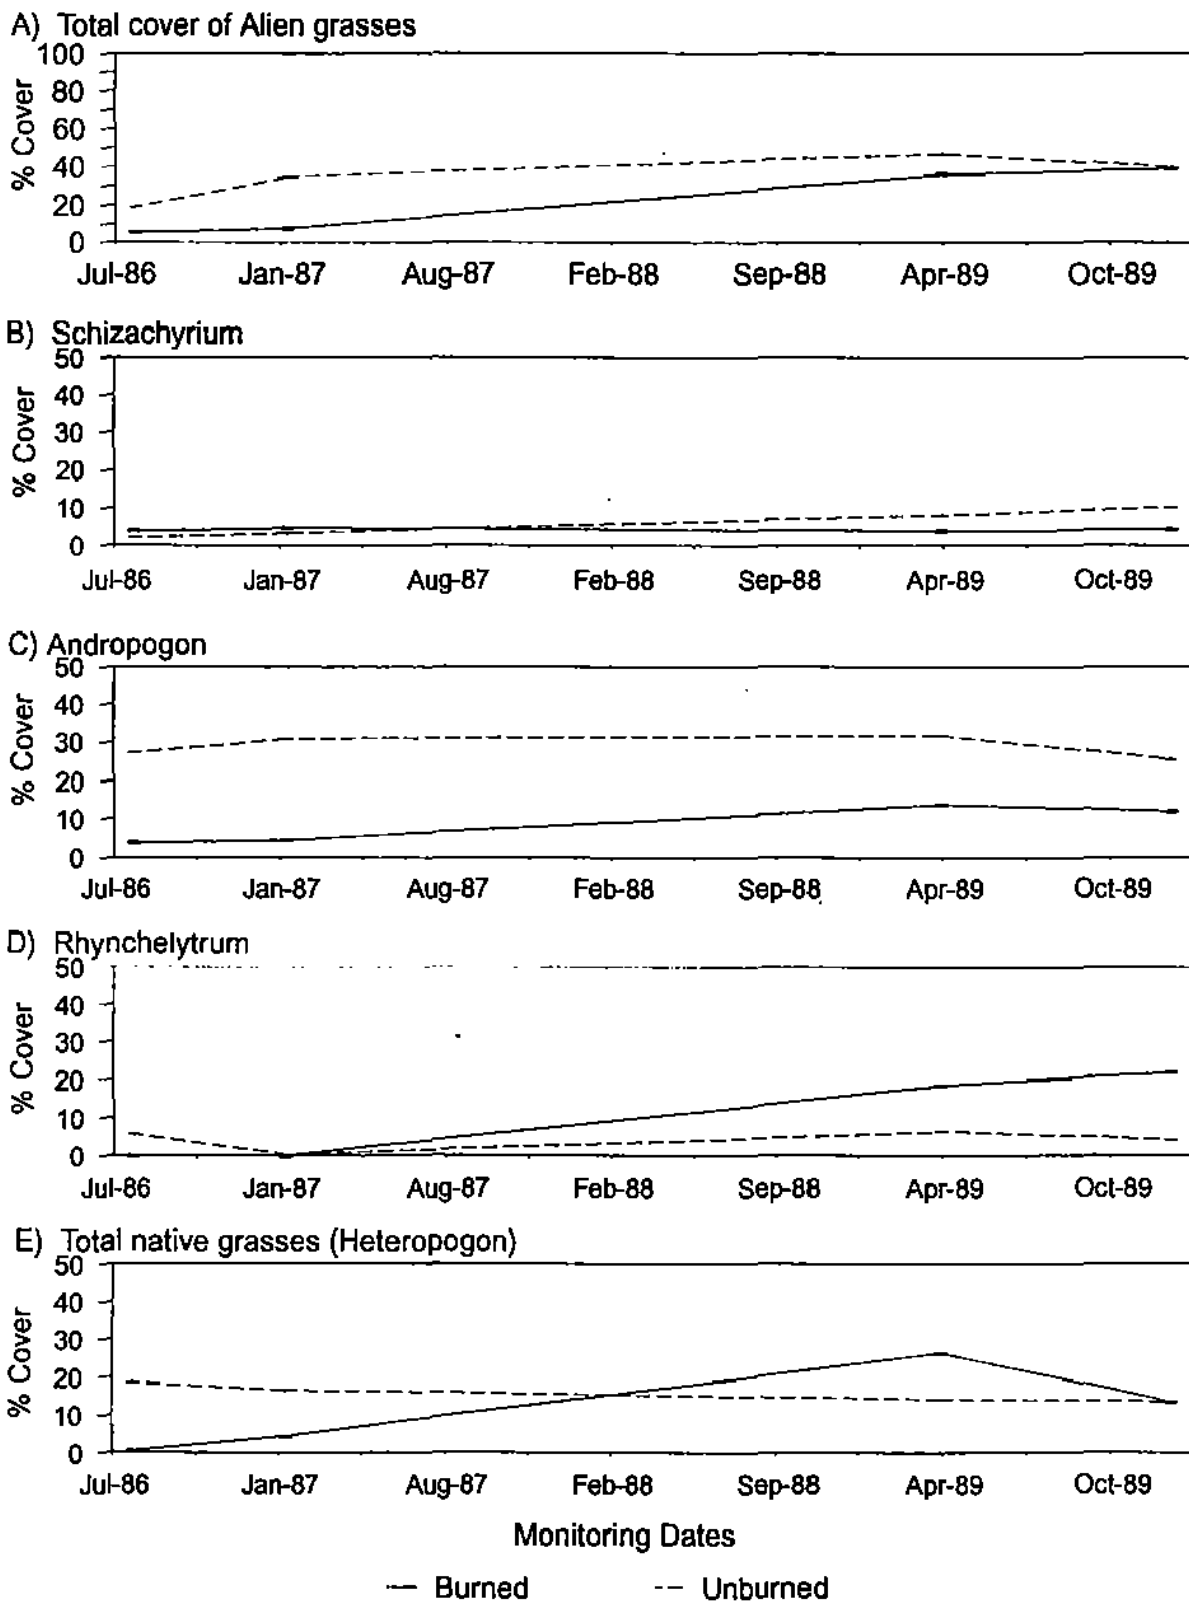 A) Total cover of Alien grasses
100
80
60
40
20
0
% Cover
Jul-86 Jan-87 Aug-87 Feb-88 Sep-88 Apr-89 Oct-89
B) Schizachyrium
50
40
30
20
10
0
% Cover
Jul-86 Jan-87 Aug-87 Feb-88 Sep-88 Apr-89 Oct-89
C) Andropogon
50
40
30
20
10
0
% Cover
Jul-86 Jan-87 Aug-87 Feb-88 Sep-88 Apr-89 Oct-89
D) Rhynchelytrum
50
40
30
20
10
0
% Cover
Jul-86 Jan-87 Aug-87 Feb-88 Sep-88 Apr-89 Oct-89
E) Total native grasses (Heteropogon)
50
40
30
20
10
0
% Cover
Jul-86 Jan-87 Aug-87 Feb-88 Sep-88 Apr-89 Oct-89
Monitoring Dates
Burned Unburned